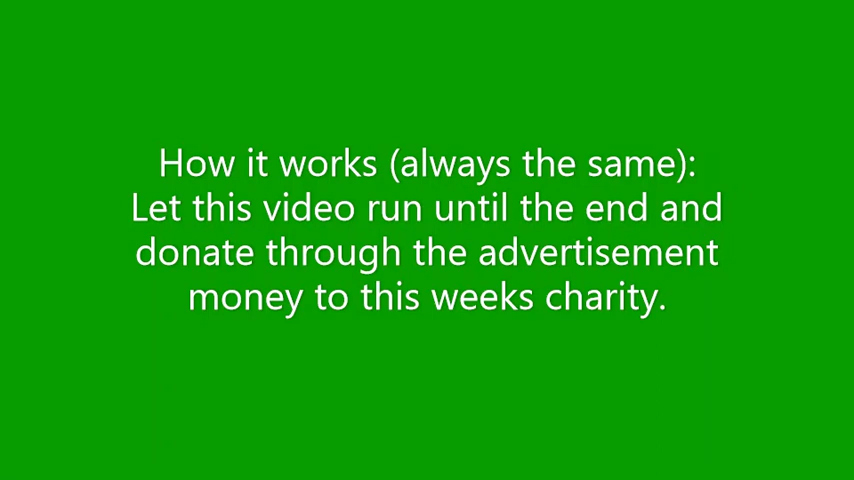 How it works (always the same):
Let this video run until the end and
donate through the advertisement
money to this weeks charity.